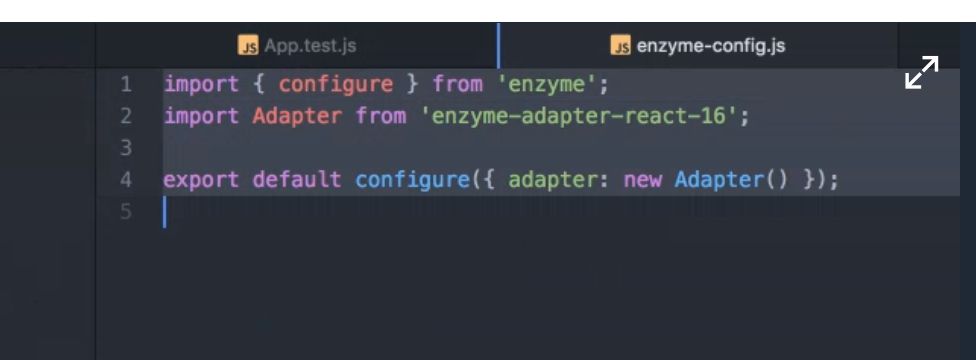 JS App.test.js
JS enzyme-config.js
1 import { configure } from 'enzyme';
2 import Adapter from 'enzyme-adapter-react-16';
3
4 export default configure({ adapter: new Adapter() });
5